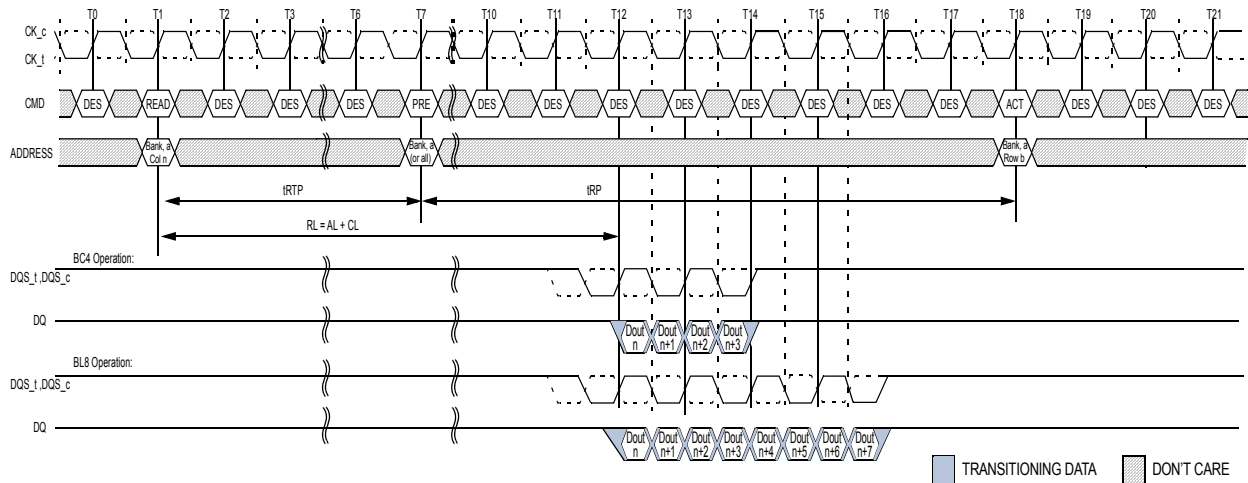 T0 T1 T2 T3 T6 T7 T10 T11 T12 T13 T14 T15 T16 T17 T18 T19 T20 T21
CK_c
CK_t
CMD DES READ DES DES DES PRE DES DES DES DES DES DES DES DES ACT DES DES DES
ADDRESS
Bank, a
Col n
Bank, a
(or all)
Bank, a
Row b
tRTP tRP
RL = AL + CL
BC4 Operation:
DQS_t ,DQS_c
DQ
Dout
n
Dout
n+1
Dout
n+2
Dout
n+3
BL8 Operation:
DQS_t ,DQS_c
DQ
Dout
n
Dout
n+1
Dout
n+2
Dout
n+3
Dout
n+4
Dout
n+5
Dout
n+6
Dout
n+7
TRANSITIONING DATA DON'T CARE